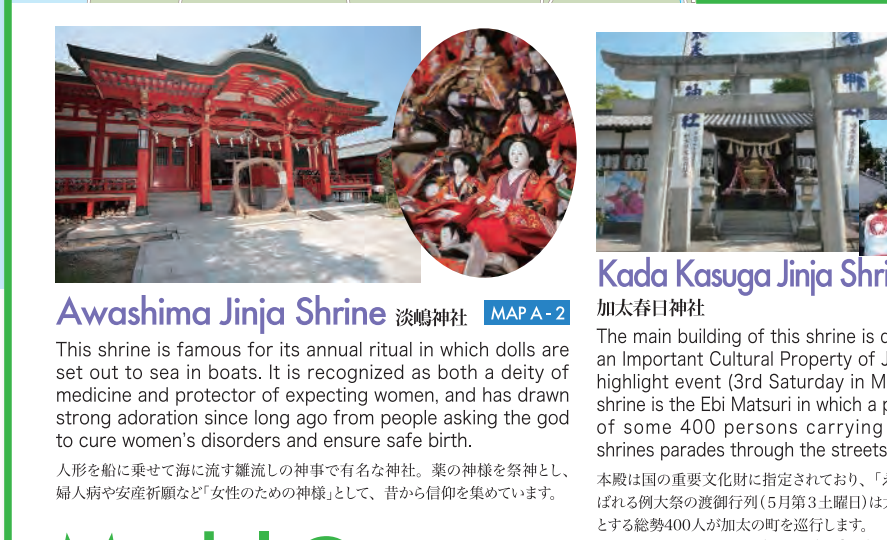 Awashima Jinja Shrine 淡嶋神社 MAP A - 2
This shrine is famous for its annual ritual in which dolls are
set out to sea in boats. It is recognized as both a deity of
medicine and protector of expecting women, and has drawn
strong adoration since long ago from people asking the god
to cure women's disorders and ensure safe birth.
人形を船に乗せて海に流す雛流しの神事で有名な神社。薬の神様を祭神とし、
婦人病や安産祈願など「女性のための神様」として、昔から信仰を集めています。
Kada Kasuga Jinja Shri
加太春日神社
The main building of this shrine is
an Important Cultural Property of J
highlight event (3rd Saturday in M
shrine is the Ebi Matsuri in which a
of some 400 persons carrying
shrines parades through the streets
本殿は国の重要文化財に指定されており、「え
ばれる例大祭の渡御行列（5月第3土曜日）は
とする総勢400人が加太の町を巡行します。